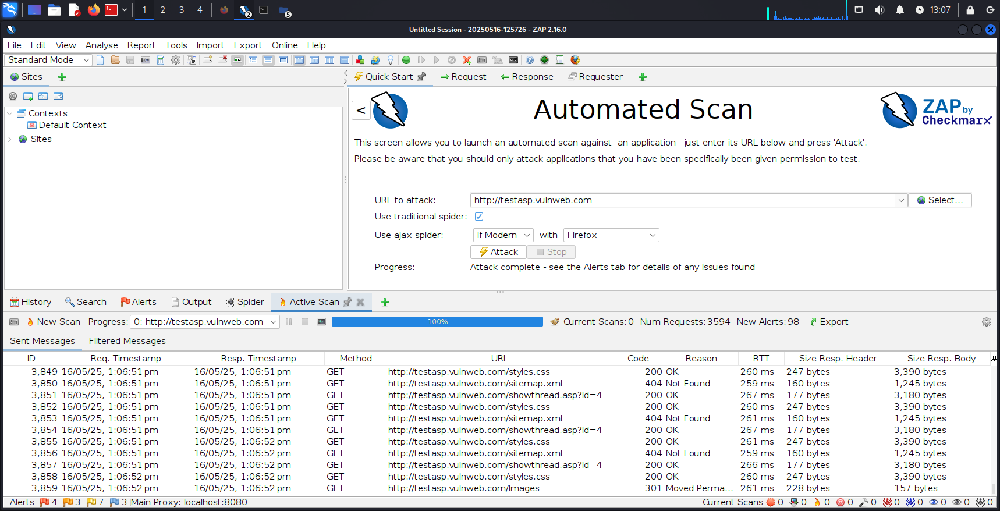 1 2 3 4 2 5 13:07
Untitled Session - 20250516-125726 - ZAP 2.16.0
File Edit View Analyse Report Tools Import Export Online Help
Standard Mode
Sites Quick Start Request Response Requester
Contexts
Default Context
Sites
< Automated Scan ZAP by Checkmarx
This screen allows you to launch an automated scan against  an application - just enter its URL below and press 'Attack'.
Please be aware that you should only attack applications that you have been specifically been given permission to test.
URL to attack: http://testasp.vulnweb.com Select...
Use traditional spider:
Use ajax spider: If Modern with Firefox
Attack Stop
Progress: Attack complete - see the Alerts tab for details of any issues found
History Search Alerts Output Spider Active Scan
New Scan Progress: 0: http://testasp.vulnweb.com 100% Current Scans: 0 Num Requests: 3594 New Alerts: 98 Export
Sent Messages Filtered Messages
ID Req. Timestamp Resp. Timestamp Method URL Code Reason RTT Size Resp. Header Size Resp. Body
3,849 16/05/25, 1:06:51 pm 16/05/25, 1:06:51 pm GET http://testasp.vulnweb.com/styles.css 200 OK 260 ms 247 bytes 3,390 bytes
3,850 16/05/25, 1:06:51 pm 16/05/25, 1:06:51 pm GET http://testasp.vulnweb.com/sitemap.xml 404 Not Found 259 ms 160 bytes 1,245 bytes
3,851 16/05/25, 1:06:51 pm 16/05/25, 1:06:51 pm GET http://testasp.vulnweb.com/showthread.asp?id=4 200 OK 267 ms 177 bytes 3,180 bytes
3,852 16/05/25, 1:06:51 pm 16/05/25, 1:06:51 pm GET http://testasp.vulnweb.com/styles.css 200 OK 260 ms 247 bytes 3,390 bytes
3,853 16/05/25, 1:06:51 pm 16/05/25, 1:06:51 pm GET http://testasp.vulnweb.com/sitemap.xml 404 Not Found 261 ms 160 bytes 1,245 bytes
3,854 16/05/25, 1:06:51 pm 16/05/25, 1:06:51 pm GET http://testasp.vulnweb.com/showthread.asp?id=4 200 OK 267 ms 177 bytes 3,180 bytes
3,855 16/05/25, 1:06:51 pm 16/05/25, 1:06:52 pm GET http://testasp.vulnweb.com/styles.css 200 OK 261 ms 247 bytes 3,390 bytes
3,856 16/05/25, 1:06:51 pm 16/05/25, 1:06:52 pm GET http://testasp.vulnweb.com/sitemap.xml 404 Not Found 259 ms 160 bytes 1,245 bytes
3,857 16/05/25, 1:06:51 pm 16/05/25, 1:06:52 pm GET http://testasp.vulnweb.com/showthread.asp?id=4 200 OK 266 ms 177 bytes 3,180 bytes
3,858 16/05/25, 1:06:52 pm 16/05/25, 1:06:52 pm GET http://testasp.vulnweb.com/styles.css 200 OK 260 ms 247 bytes 3,390 bytes
3,859 16/05/25, 1:06:52 pm 16/05/25, 1:06:52 pm GET http://testasp.vulnweb.com/Images 301 Moved Perma... 261 ms 228 bytes 157 bytes
Alerts 4 3 7 3 Main Proxy: localhost:8080 Current Scans 0 0 0 0 0 0 0 0 0 0